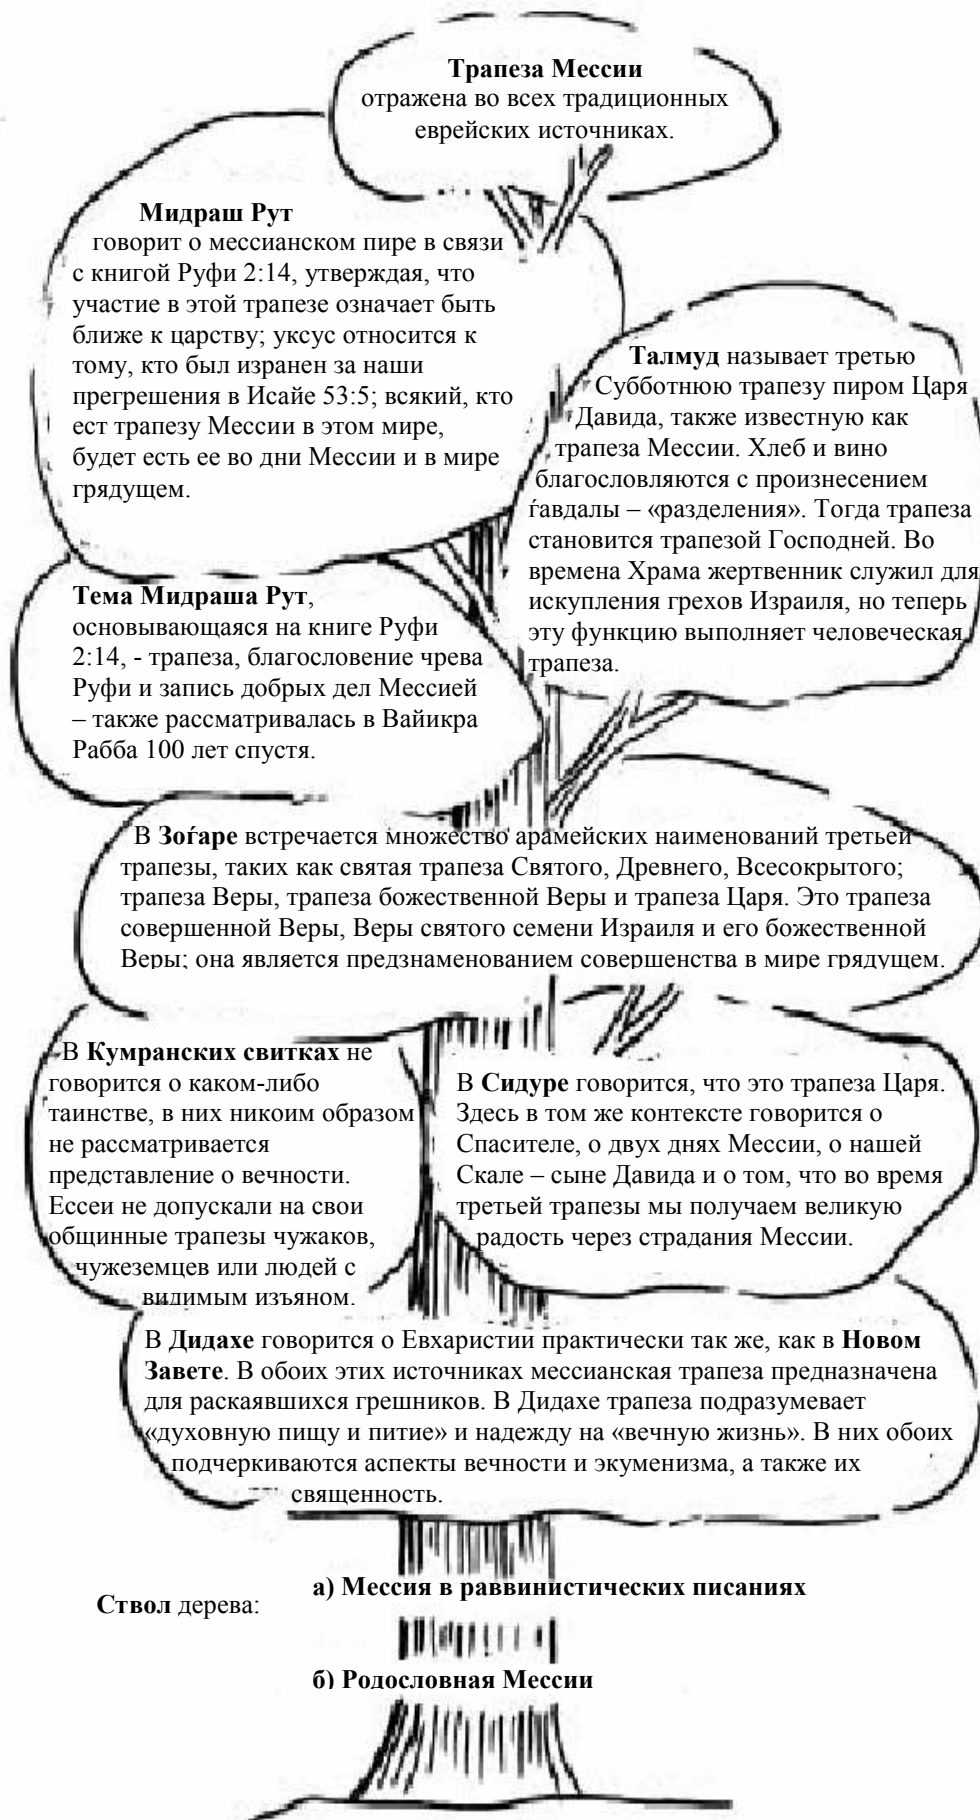 Трапеза Мессии
отражена во всех традиционных
еврейских источниках.
Мидраш Рут
говорит о мессианском пире в связи
с книгой Руфи 2:14, утверждая, что
участие в этой трапезе означает быть
ближе к царству; уксус относится к
тому, кто был изранен за наши
прегрешения в Исайе 53:5; всякий, кто
ест трапезу Мессии в этом мире,
будет есть ее во дни Мессии и в мире
грядущем.
Талмуд называет третью
Субботнюю трапезу пиром Царя
Давида, также известную как
трапеза Мессии. Хлеб и вино
благословляются с произнесением
ѓавдалы – «разделения». Тогда трапеза
становится трапезой Господней. Во
времена Храма жертвенник служил для
искупления грехов Израиля, но теперь
эту функцию выполняет человеческая
трапеза.
Тема Мидраша Рут,
основывающаяся на книге Руфи
2:14, - трапеза, благословение чрева
Руфи и запись добрых дел Мессией
– также рассматривалась в Вайикра
Рабба 100 лет спустя.
В Зоѓаре встречается множество арамейских наименований третьей
трапезы, таких как святая трапеза Святого, Древнего, Всесокрытого;
трапеза Веры, трапеза божественной Веры и трапеза Царя. Это трапеза
совершенной Веры, Веры святого семени Израиля и его божественной
Веры; она является предзнаменованием совершенства в мире грядущем.
В Кумранских свитках не
говорится о каком-либо
таинстве, в них никоим образом
не рассматривается
представление о вечности.
Ессеи не допускали на свои
общинные трапезы чужаков,
чужеземцев или людей с
видимым изъяном.
В Сидуре говорится, что это трапеза Царя.
Здесь в том же контексте говорится о
Спасителе, о двух днях Мессии, о нашей
Скале – сыне Давида и о том, что во время
третьей трапезы мы получаем великую
радость через страдания Мессии.
В Дидахе говорится о Евхаристии практически так же, как в Новом
Завете. В обоих этих источниках мессианская трапеза предназначена
для раскаявшихся грешников. В Дидахе трапеза подразумевает
«духовную пищу и питие» и надежду на «вечную жизнь». В них обоих
подчеркиваются аспекты вечности и экуменизма, а также их
священность.
Ствол дерева:
а) Мессия в раввинистических писаниях
б) Родословная Мессии